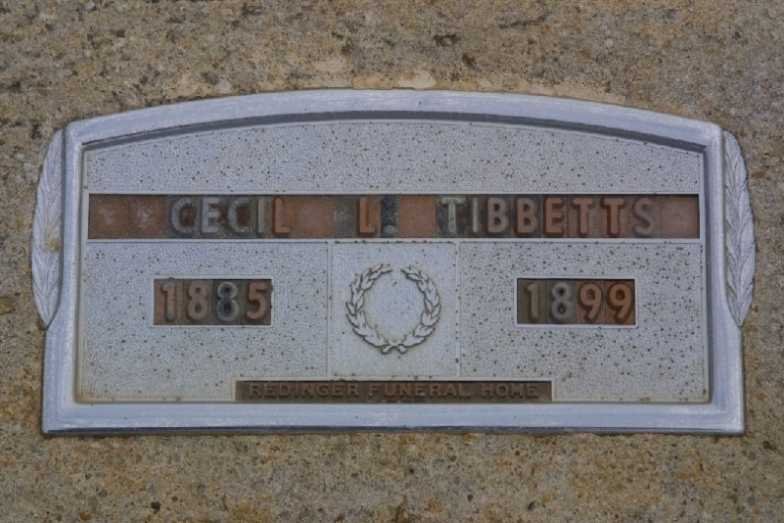 CECIL L. TIBBETTS
1885 1899
REDINGER FUNERAL HOME